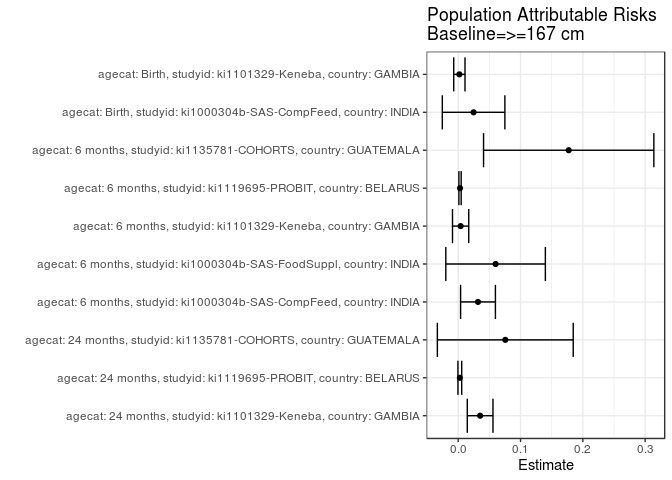 Population Attributable Risks
Baseline=>=167 cm
agecat: Birth, studyid: ki1101329-Keneba, country: GAMBIA
agecat: Birth, studyid: ki1000304b-SAS-CompFeed, country: INDIA
agecat: 6 months, studyid: ki1135781-COHORTS, country: GUATEMALA
agecat: 6 months, studyid: ki1119695-PROBIT, country: BELARUS
agecat: 6 months, studyid: ki1101329-Keneba, country: GAMBIA
agecat: 6 months, studyid: ki1000304b-SAS-FoodSuppl, country: INDIA
agecat: 6 months, studyid: ki1000304b-SAS-CompFeed, country: INDIA
agecat: 24 months, studyid: ki1135781-COHORTS, country: GUATEMALA
agecat: 24 months, studyid: ki1119695-PROBIT, country: BELARUS
agecat: 24 months, studyid: ki1101329-Keneba, country: GAMBIA
0.0 0.1 0.2 0.3
Estimate